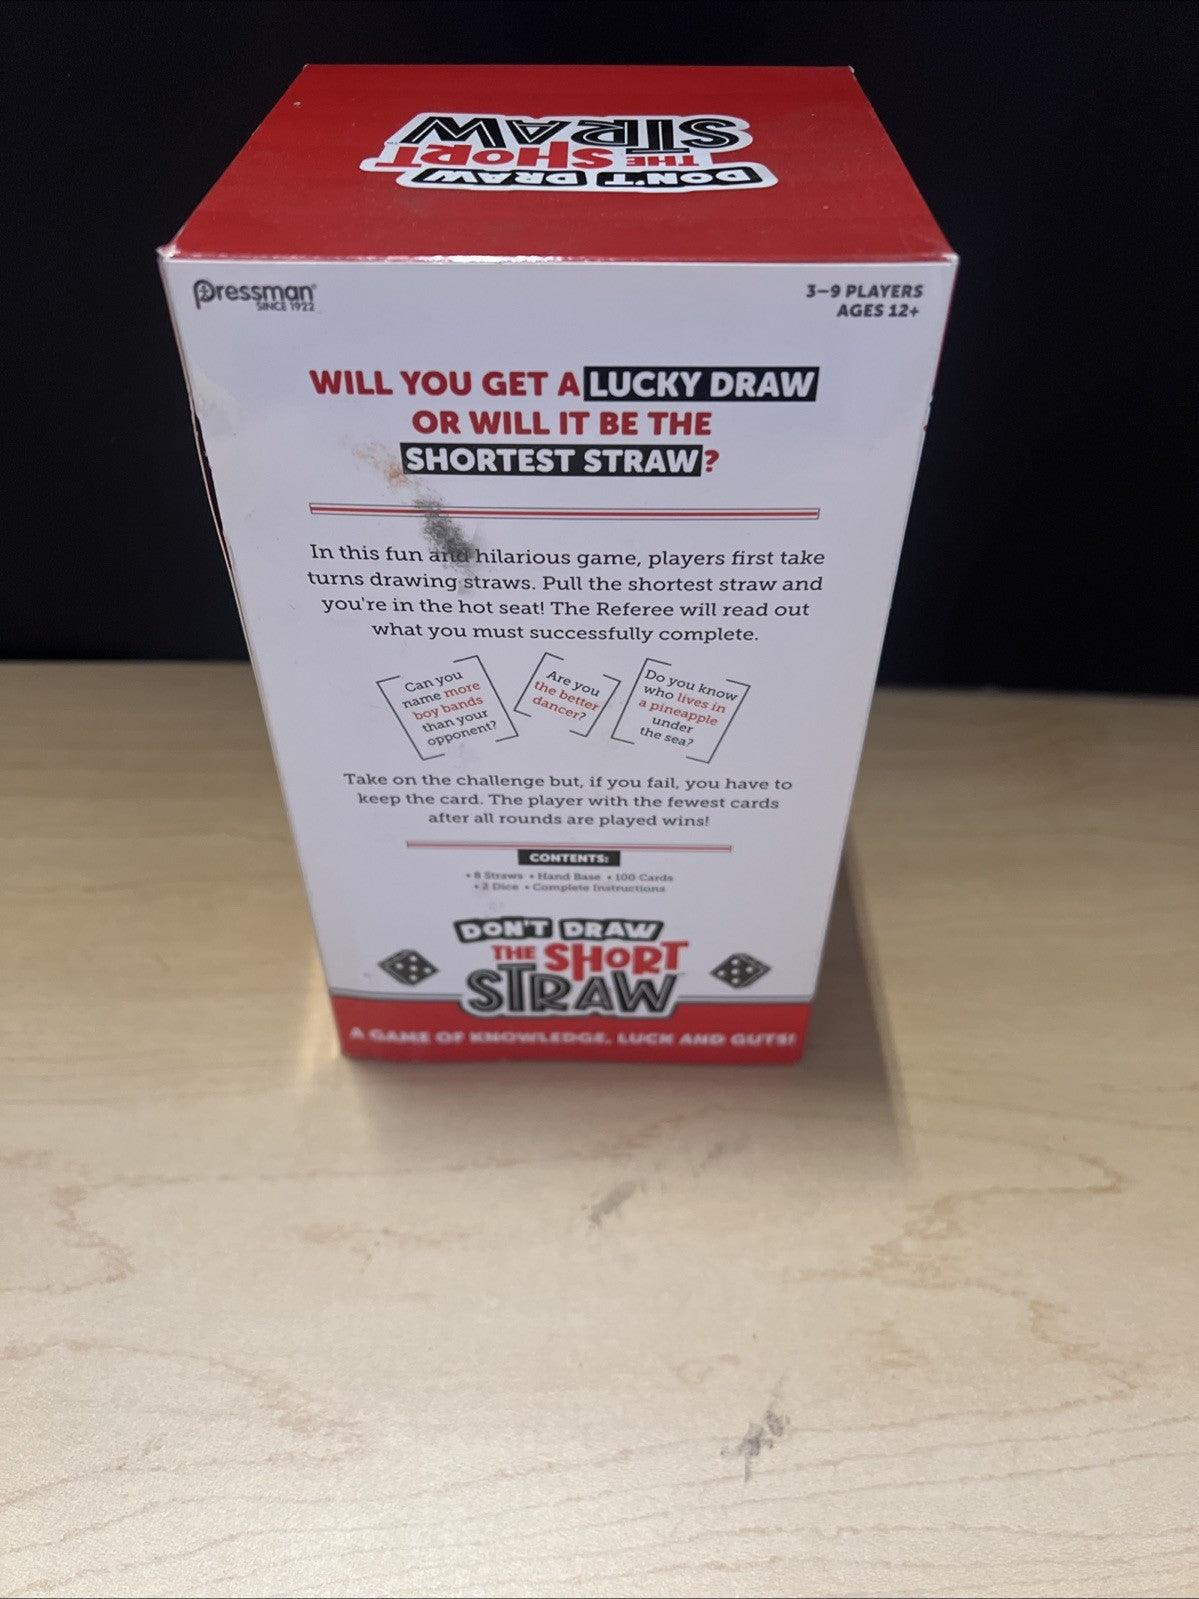 DON'T DRAW
THE SHORT
STRAW
Pressman®
SINCE 1922
3–9 PLAYERS
AGES 12+
WILL YOU GET A LUCKY DRAW
OR WILL IT BE THE
SHORTEST STRAW?
In this fun and hilarious game, players first take
turns drawing straws. Pull the shortest straw and
you're in the hot seat! The Referee will read out
what you must successfully complete.
Can you
name more
boy bands
than your
opponent?
Are you
the better
dancer?
Do you know
who lives in
a pineapple
under
the sea?
Take on the challenge but, if you fail, you have to
keep the card. The player with the fewest cards
after all rounds are played wins!
CONTENTS:
• 8 Straws • Hand Base • 100 Cards
• 2 Dice • Complete Instructions
DON'T DRAW
THE SHORT
STRAW
A GAME OF KNOWLEDGE, LUCK AND GUTS!